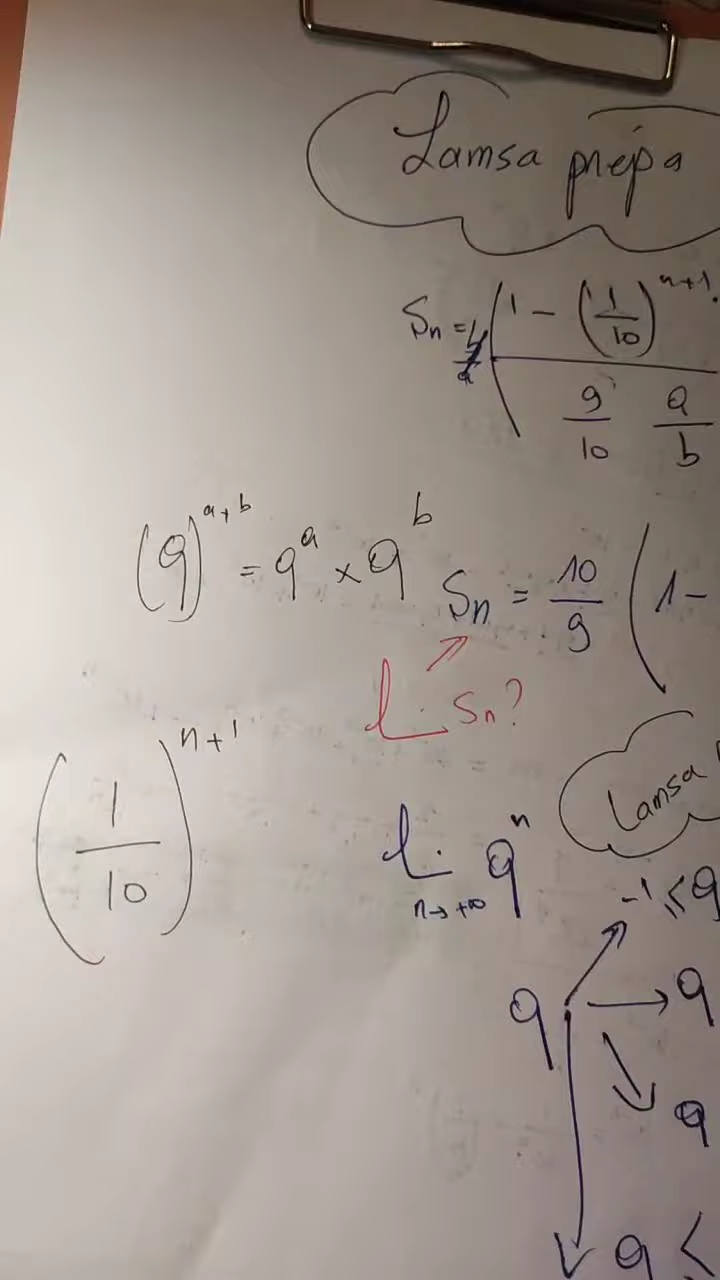 Lamsa prépa
Sn = b/a ( 1 - (1/10)^n+1
9/10 a/b
(q)^a+b = q^a × q^b
Sn = 10/9 ( 1 -
L. Sn ?
(1/10)^n+1
Lamsa
L. q^n
n→+∞
-1 ≤ q
q → q
q
q <